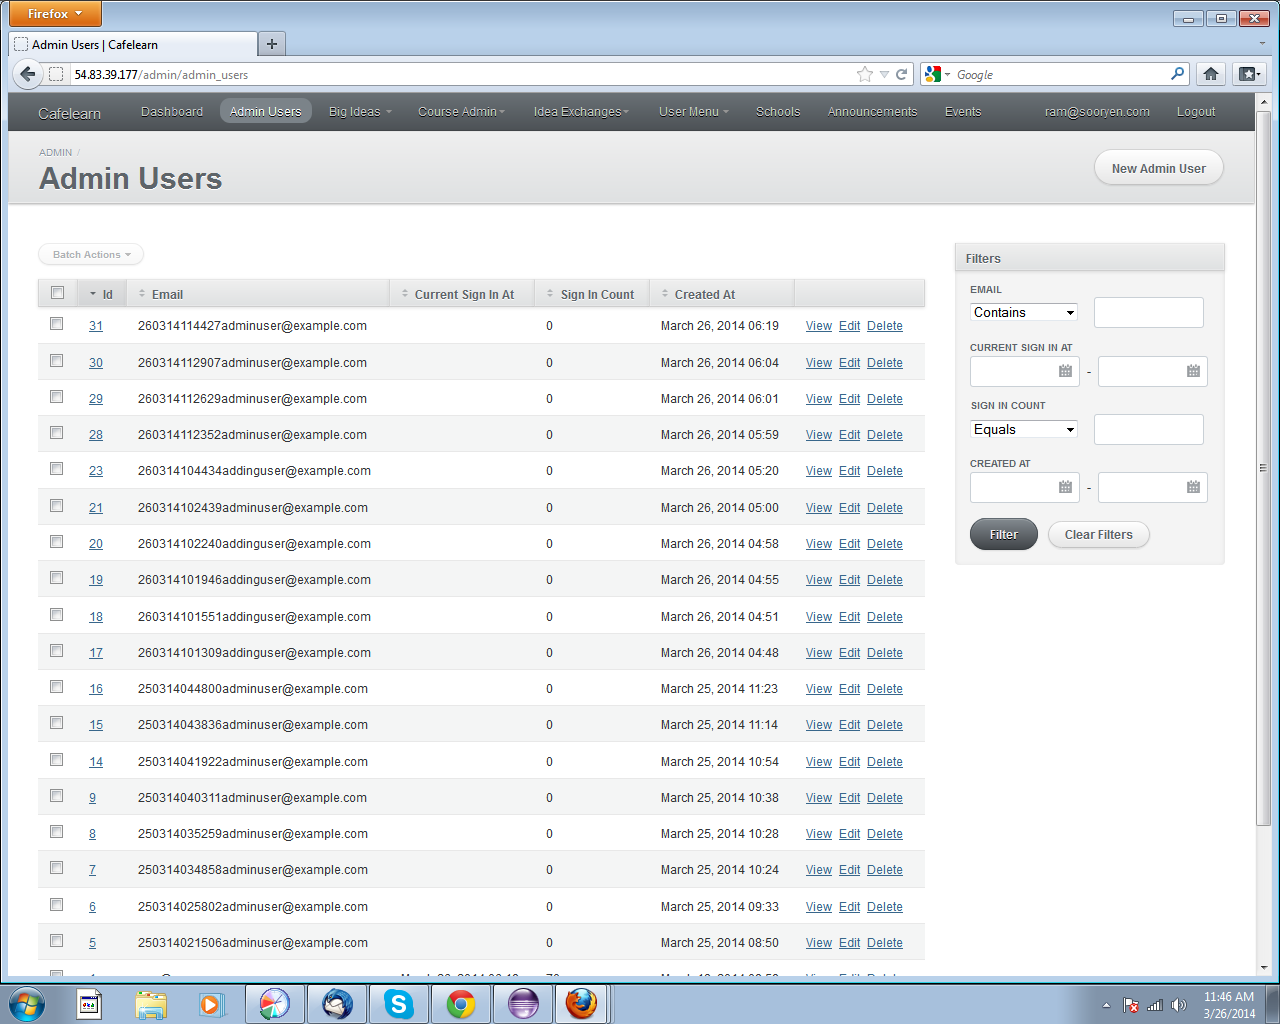 Firefox
Admin Users | Cafelearn
54.83.39.177/admin/admin_users
Google
Cafelearn Dashboard Admin Users Big Ideas Course Admin Idea Exchanges User Menu Schools Announcements Events ram@sooryen.com Logout
ADMIN /
Admin Users
New Admin User
Batch Actions
Id Email Current Sign In At Sign In Count Created At
31 260314114427adminuser@example.com 0 March 26, 2014 06:19 View Edit Delete
30 260314112907adminuser@example.com 0 March 26, 2014 06:04 View Edit Delete
29 260314112629adminuser@example.com 0 March 26, 2014 06:01 View Edit Delete
28 260314112352adminuser@example.com 0 March 26, 2014 05:59 View Edit Delete
23 260314104434addinguser@example.com 0 March 26, 2014 05:20 View Edit Delete
21 260314102439adminuser@example.com 0 March 26, 2014 05:00 View Edit Delete
20 260314102240addinguser@example.com 0 March 26, 2014 04:58 View Edit Delete
19 260314101946addinguser@example.com 0 March 26, 2014 04:55 View Edit Delete
18 260314101551addinguser@example.com 0 March 26, 2014 04:51 View Edit Delete
17 260314101309addinguser@example.com 0 March 26, 2014 04:48 View Edit Delete
16 250314044800adminuser@example.com 0 March 25, 2014 11:23 View Edit Delete
15 250314043836adminuser@example.com 0 March 25, 2014 11:14 View Edit Delete
14 250314041922adminuser@example.com 0 March 25, 2014 10:54 View Edit Delete
9 250314040311adminuser@example.com 0 March 25, 2014 10:38 View Edit Delete
8 250314035259adminuser@example.com 0 March 25, 2014 10:28 View Edit Delete
7 250314034858adminuser@example.com 0 March 25, 2014 10:24 View Edit Delete
6 250314025802adminuser@example.com 0 March 25, 2014 09:33 View Edit Delete
5 250314021506adminuser@example.com 0 March 25, 2014 08:50 View Edit Delete
Filters
EMAIL
Contains
CURRENT SIGN IN AT
-
SIGN IN COUNT
Equals
CREATED AT
-
Filter Clear Filters
11:46 AM
3/26/2014